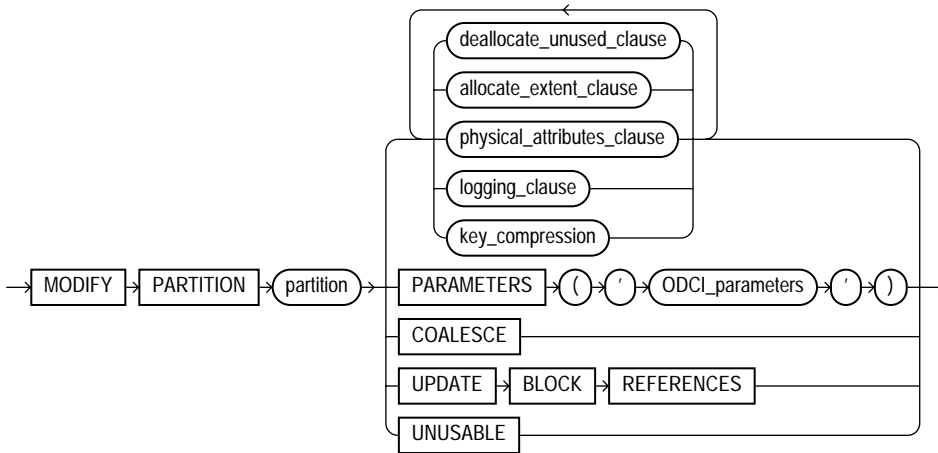 deallocate_unused_clause
allocate_extent_clause
physical_attributes_clause
logging_clause
key_compression
MODIFY PARTITION partition PARAMETERS ( ' ODCI_parameters ' )
COALESCE
UPDATE BLOCK REFERENCES
UNUSABLE